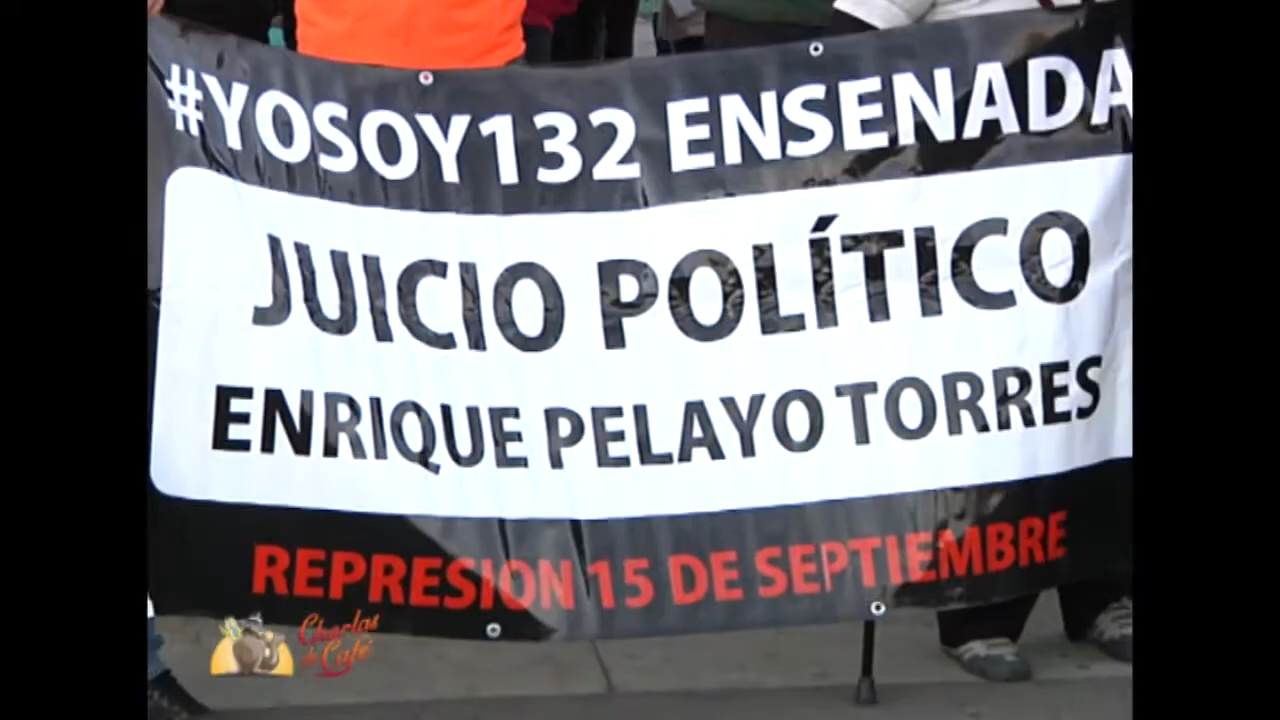 #YOSOY132 ENSENADA
JUICIO POLÍTICO
ENRIQUE PELAYO TORRES
REPRESION 15 DE SEPTIEMBRE
Charlas
de Café